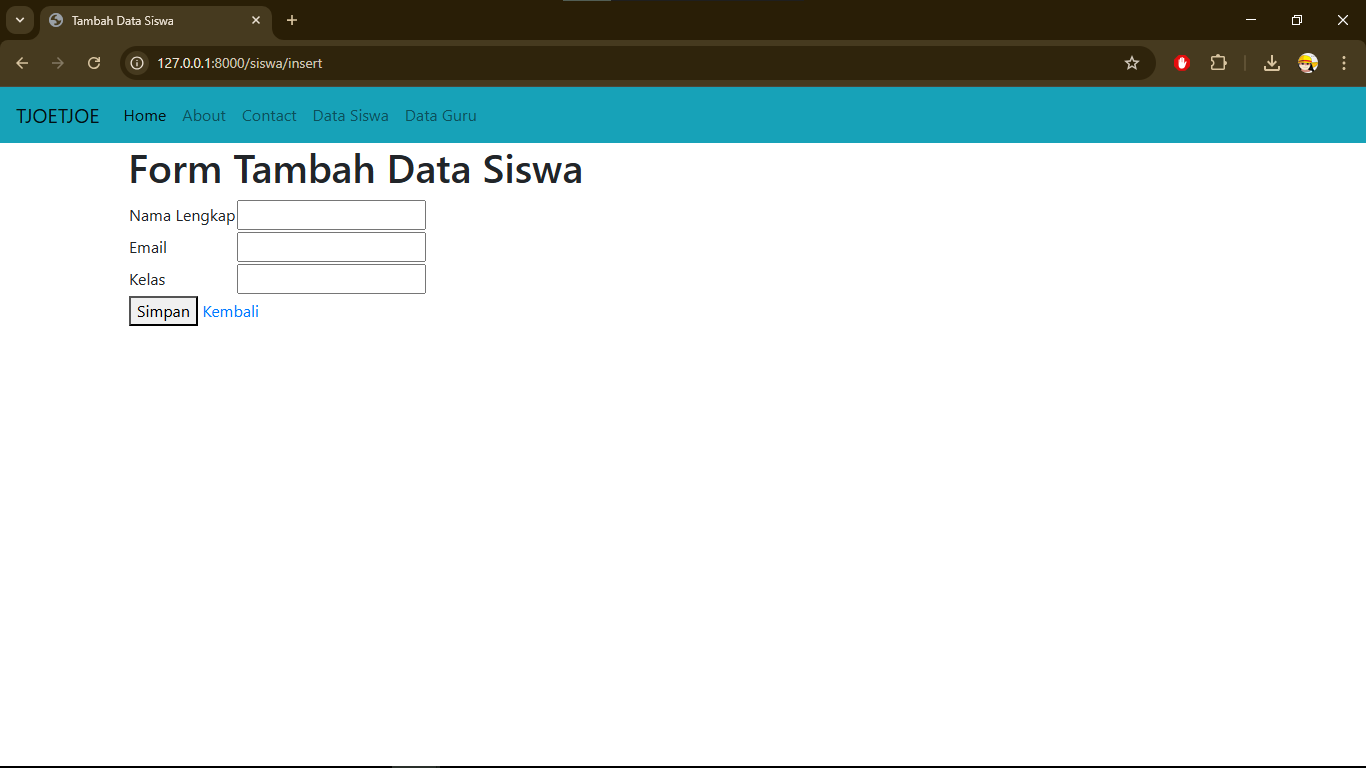 Tambah Data Siswa
127.0.0.1:8000/siswa/insert
TJOETJOE Home About Contact Data Siswa Data Guru
Form Tambah Data Siswa
Nama Lengkap
Email
Kelas
Simpan Kembali